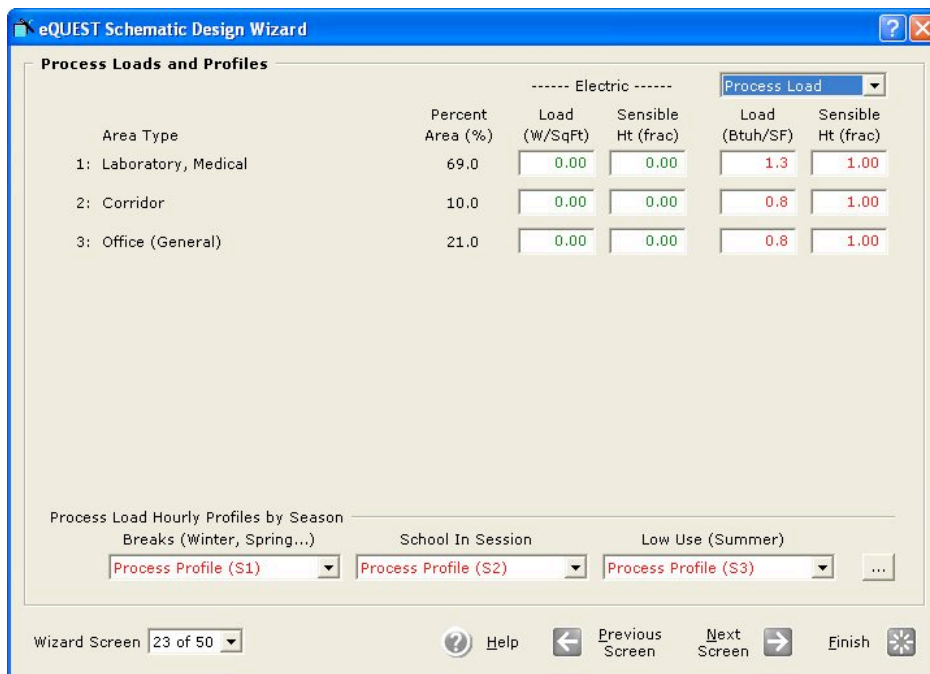 eQUEST Schematic Design Wizard
Process Loads and Profiles
------ Electric ------ Process Load
Area Type Percent Area (%) Load (W/SqFt) Sensible Ht (frac) Load (Btuh/SF) Sensible Ht (frac)
1: Laboratory, Medical 69.0 0.00 0.00 1.3 1.00
2: Corridor 10.0 0.00 0.00 0.8 1.00
3: Office (General) 21.0 0.00 0.00 0.8 1.00
Process Load Hourly Profiles by Season
Breaks (Winter, Spring...) School In Session Low Use (Summer)
Process Profile (S1) Process Profile (S2) Process Profile (S3) ...
Wizard Screen 23 of 50 Help Previous Screen Next Screen Finish